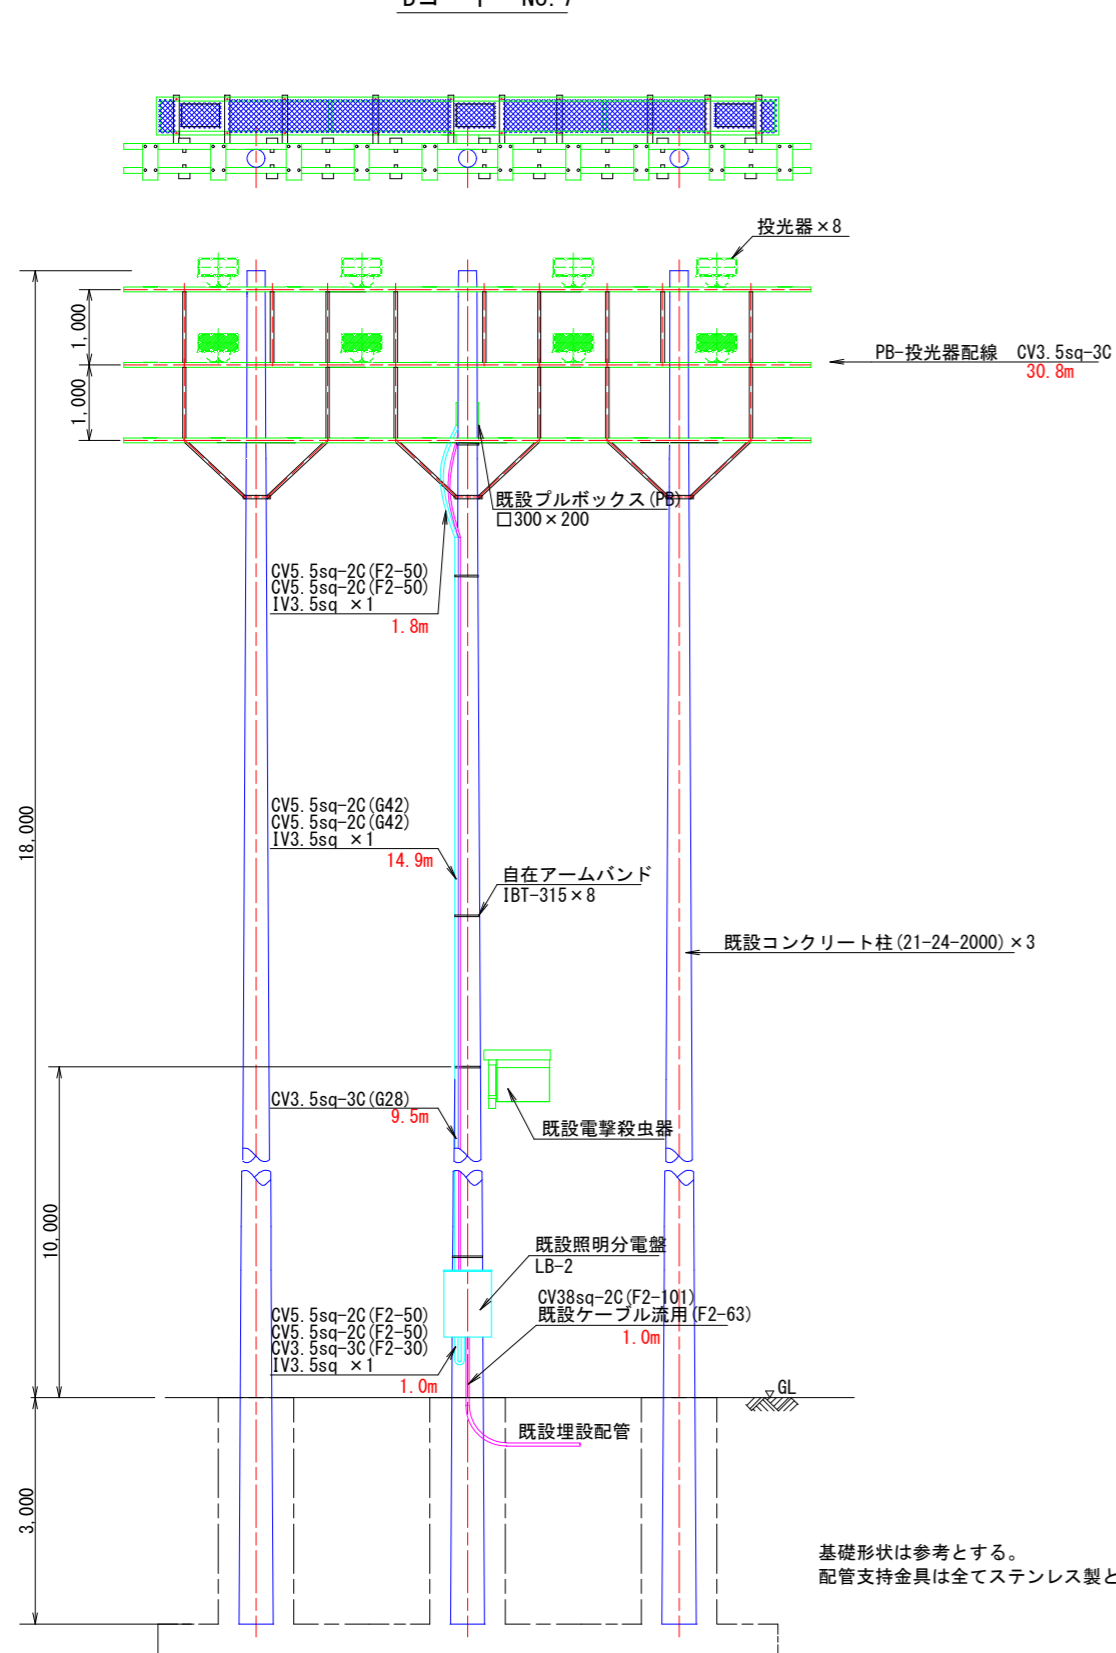 No.7
投光器×8
1,000
1,000
PB-投光器配線 CV3.5sq-3C
30.8m
既設プルボックス(PB)
□300×200
CV5.5sq-2C(F2-50)
CV5.5sq-2C(F2-50)
IV3.5sq ×1
1.8m
18,000
CV5.5sq-2C(G42)
CV5.5sq-2C(G42)
IV3.5sq ×1
14.9m
自在アームバンド
IBT-315×8
既設コンクリート柱(21-24-2000)×3
CV3.5sq-3C(G28)
9.5m
既設電撃殺虫器
10,000
既設照明分電盤
LB-2
CV38sq-2C(F2-101)
既設ケーブル流用(F2-63)
1.0m
CV5.5sq-2C(F2-50)
CV5.5sq-2C(F2-50)
CV3.5sq-3C(F2-30)
IV3.5sq ×1
1.0m
GL
既設埋設配管
3,000
基礎形状は参考とする。
配管支持金具は全てステンレス製と